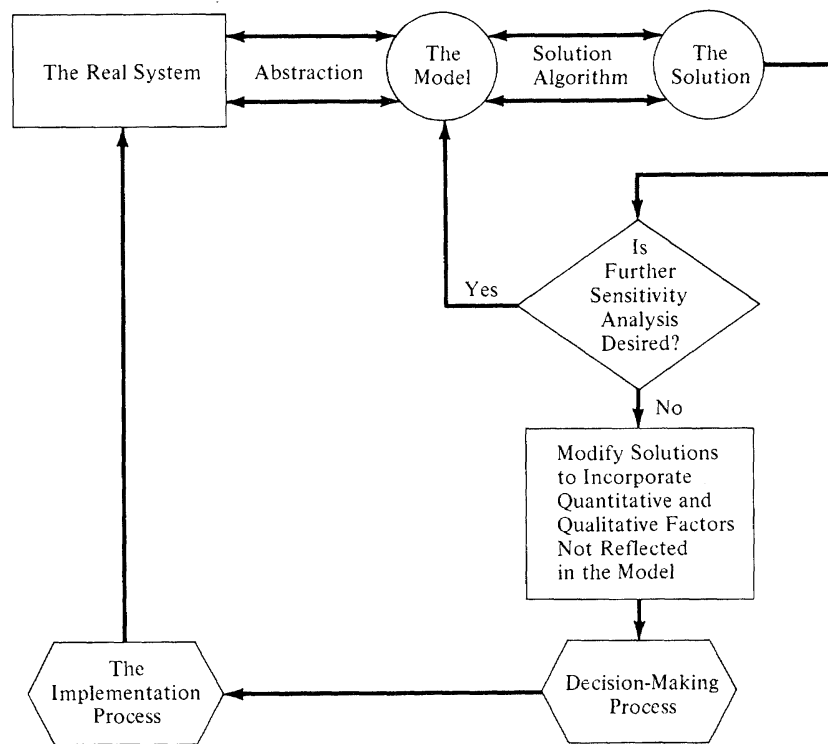 The Real System
Abstraction
The
Model
Solution
Algorithm
The
Solution
Is
Further
Sensitivity
Analysis
Desired?
Yes
No
Modify Solutions
to Incorporate
Quantitative and
Qualitative Factors
Not Reflected
in the Model
Decision-Making
Process
The
Implementation
Process